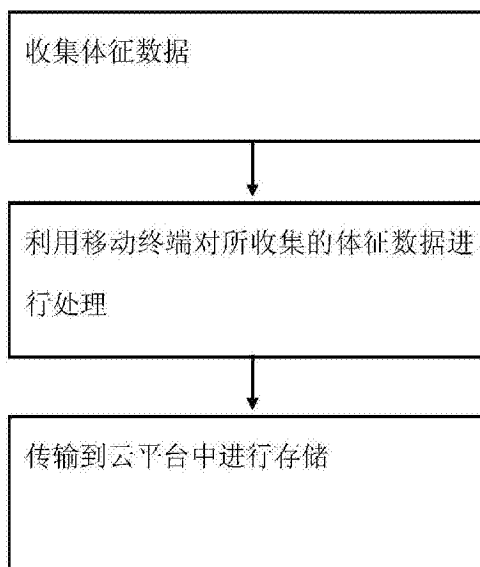 收集体征数据
利用移动终端对所收集的体征数据进
行处理
传输到云平台中进行存储